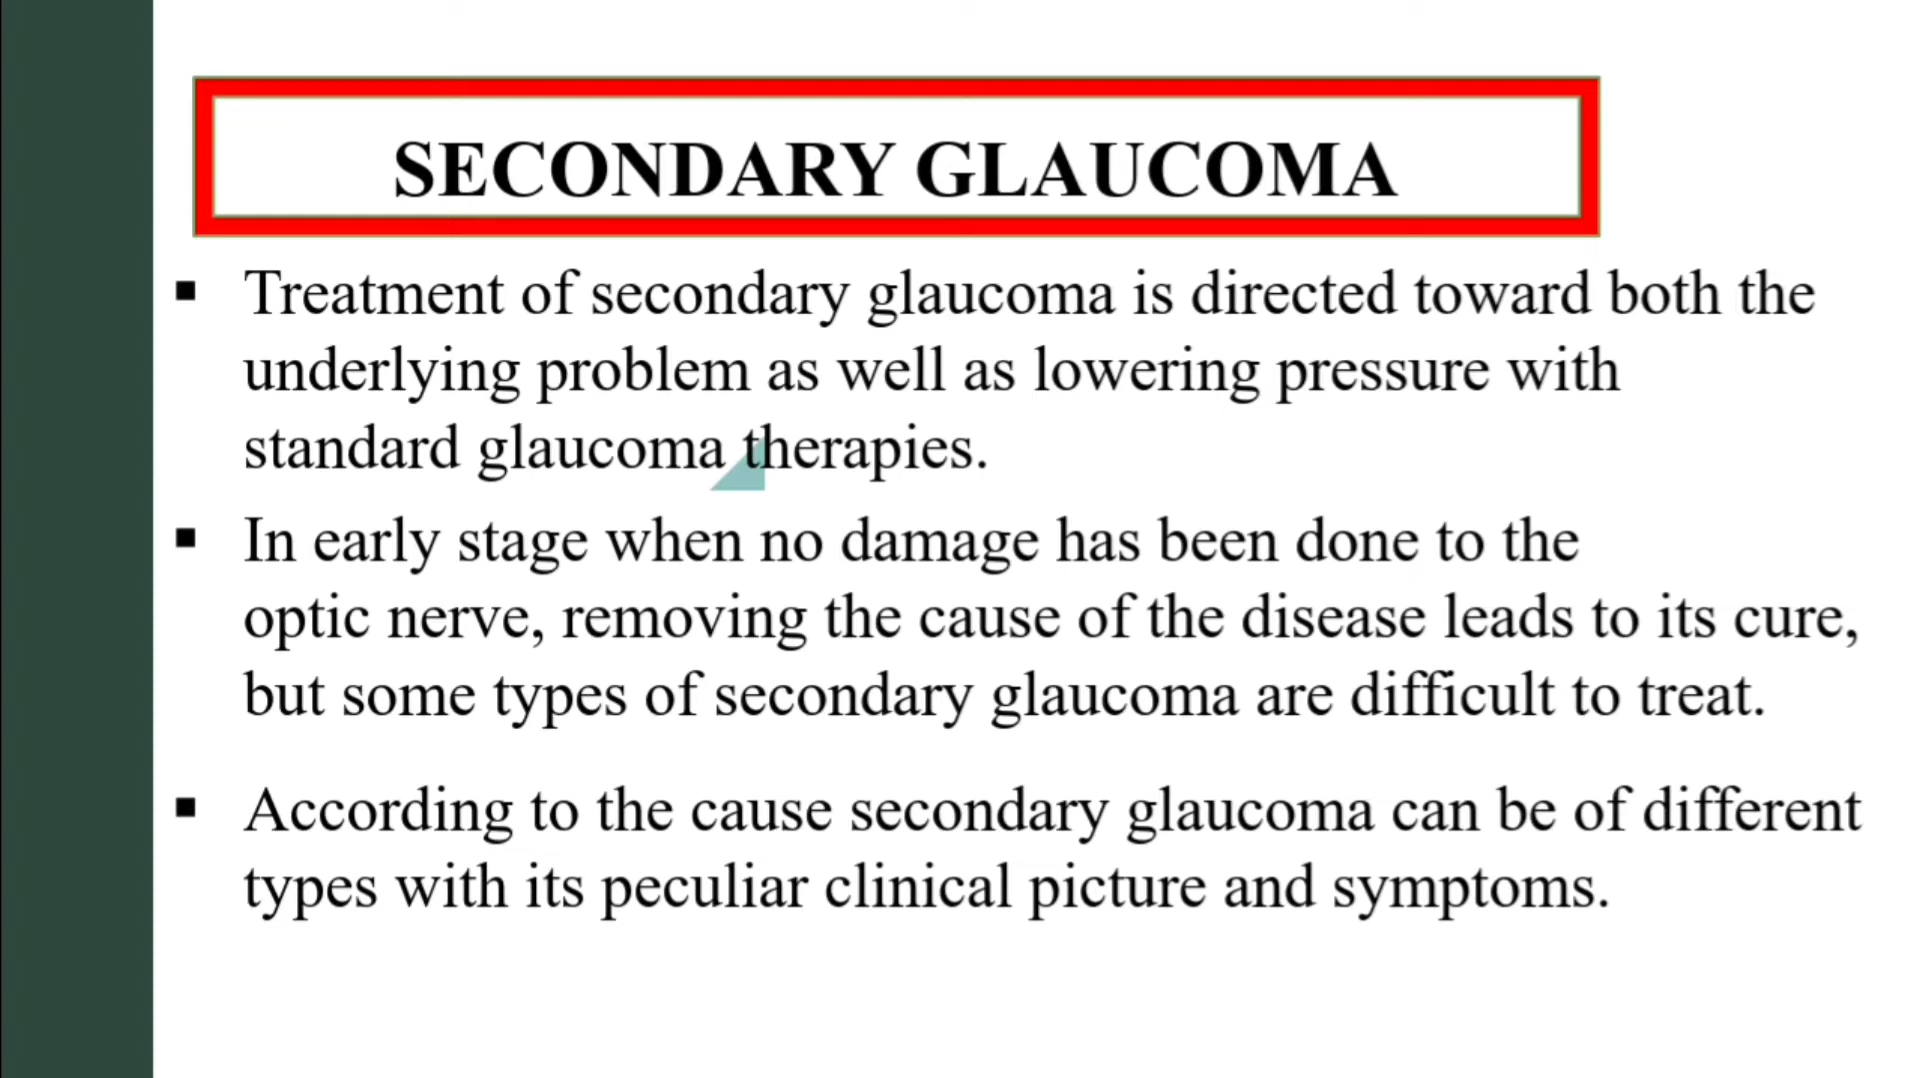 SECONDARY GLAUCOMA
▪ Treatment of secondary glaucoma is directed toward both the
underlying problem as well as lowering pressure with
standard glaucoma therapies.
▪ In early stage when no damage has been done to the
optic nerve, removing the cause of the disease leads to its cure,
but some types of secondary glaucoma are difficult to treat.
▪ According to the cause secondary glaucoma can be of different
types with its peculiar clinical picture and symptoms.